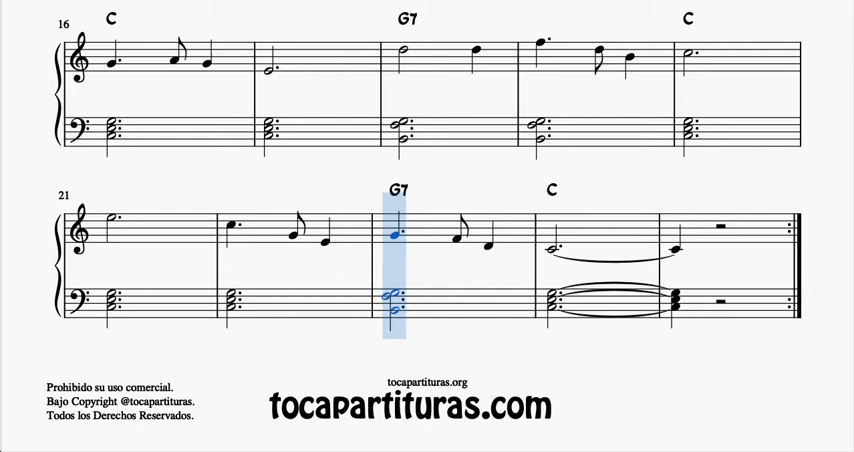 16
C
G7
C
21
G7
C
tocapartituras.org
tocapartituras.com
Prohibido su uso comercial.
Bajo Copyright @tocapartituras.
Todos los Derechos Reservados.